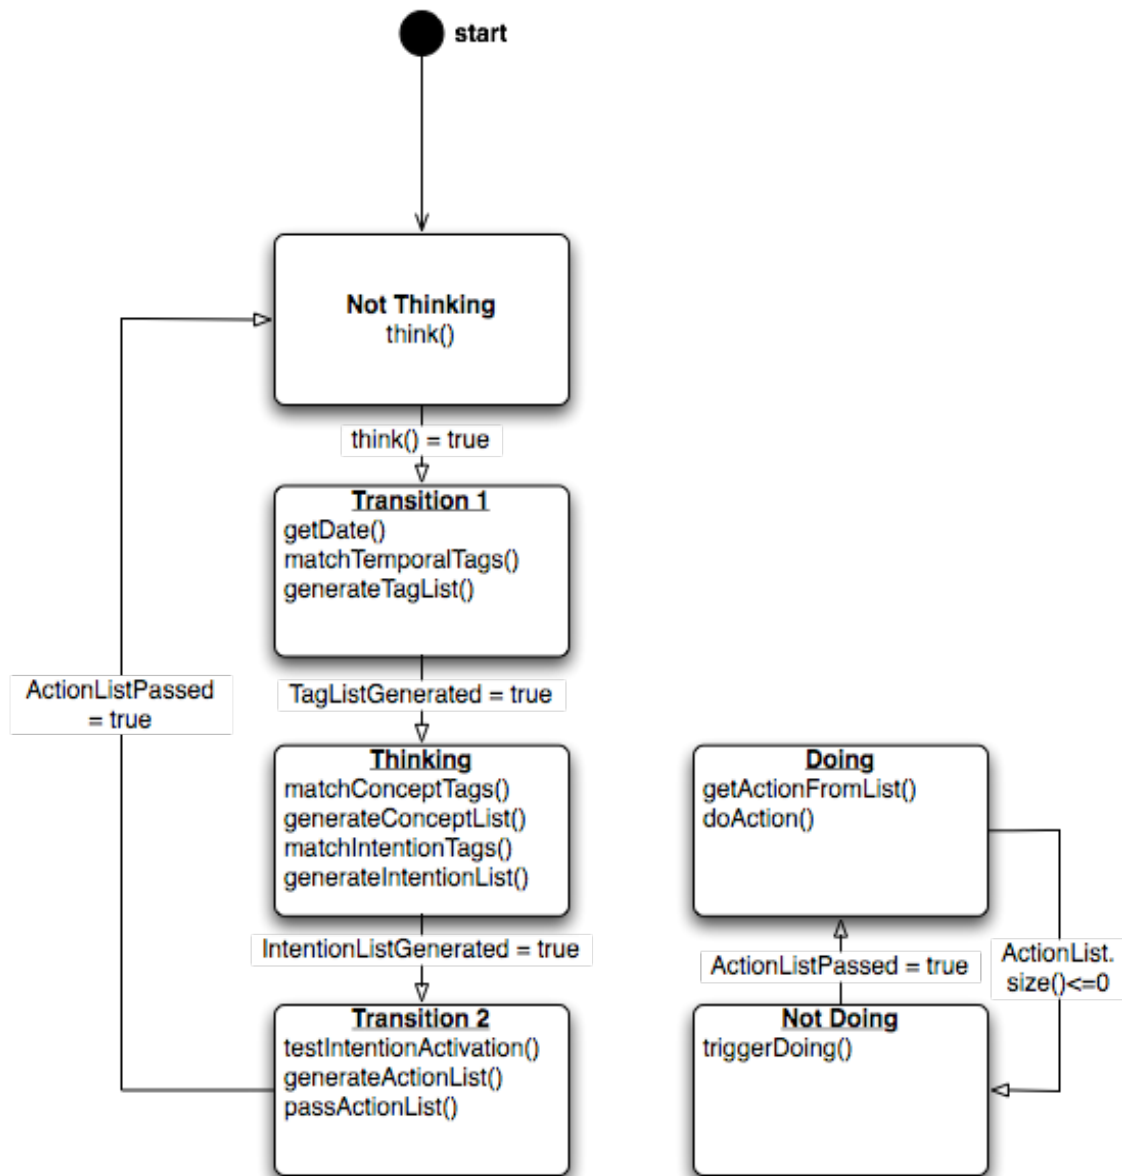 start
Not Thinking
think()
think() = true
Transition 1
getDate()
matchTemporalTags()
generateTagList()
ActionListPassed
= true
TagListGenerated = true
Thinking
matchConceptTags()
generateConceptList()
matchIntentionTags()
generateIntentionList()
IntentionListGenerated = true
Transition 2
testIntentionActivation()
generateActionList()
passActionList()
Doing
getActionFromList()
doAction()
ActionListPassed = true
ActionList.
size()<=0
Not Doing
triggerDoing()